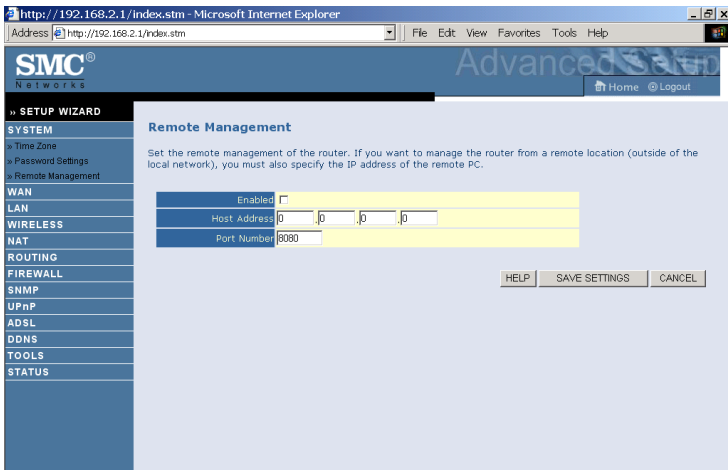 http://192.168.2.1/index.stm - Microsoft Internet Explorer
Address http://192.168.2.1/index.stm File Edit View Favorites Tools Help
SMC®
Networks
Advanced Setup
Home Logout
» SETUP WIZARD
SYSTEM
» Time Zone
» Password Settings
» Remote Management
WAN
LAN
WIRELESS
NAT
ROUTING
FIREWALL
SNMP
UPnP
ADSL
DDNS
TOOLS
STATUS
Remote Management
Set the remote management of the router. If you want to manage the router from a remote location (outside of the
local network), you must also specify the IP address of the remote PC.
Enabled
Host Address 0 .0 .0 .0
Port Number 8080
HELP SAVE SETTINGS CANCEL